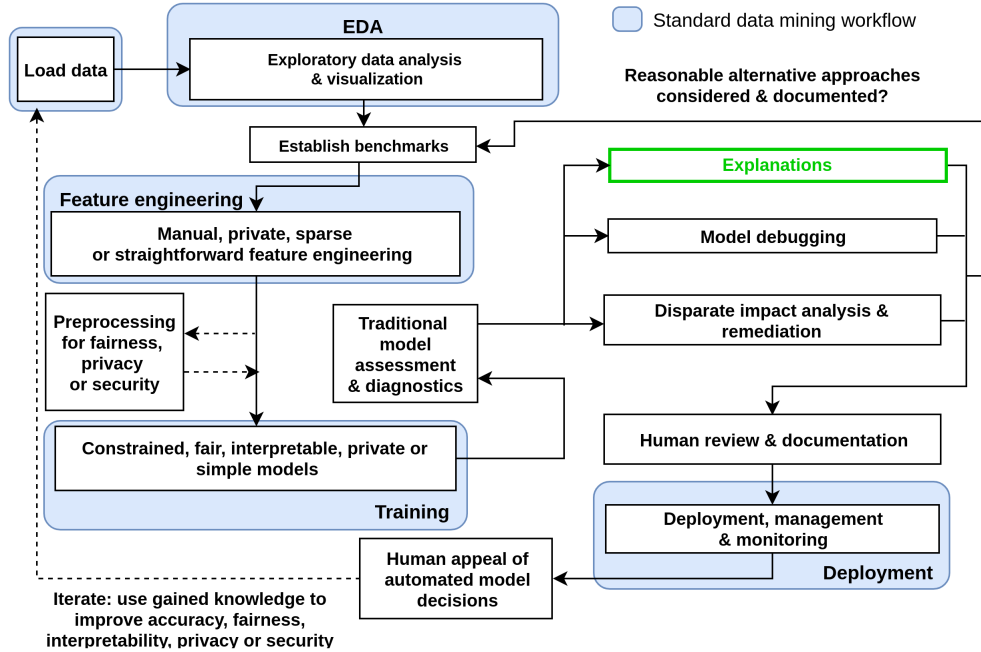 EDA
Standard data mining workflow
Load data
Exploratory data analysis
& visualization
Reasonable alternative approaches
considered & documented?
Establish benchmarks
Explanations
Feature engineering
Manual, private, sparse
or straightforward feature engineering
Model debugging
Preprocessing
for fairness,
privacy
or security
Traditional
model
assessment
& diagnostics
Disparate impact analysis &
remediation
Constrained, fair, interpretable, private or
simple models
Training
Human review & documentation
Deployment, management
& monitoring
Deployment
Human appeal of
automated model
decisions
Iterate: use gained knowledge to
improve accuracy, fairness,
interpretability, privacy or security